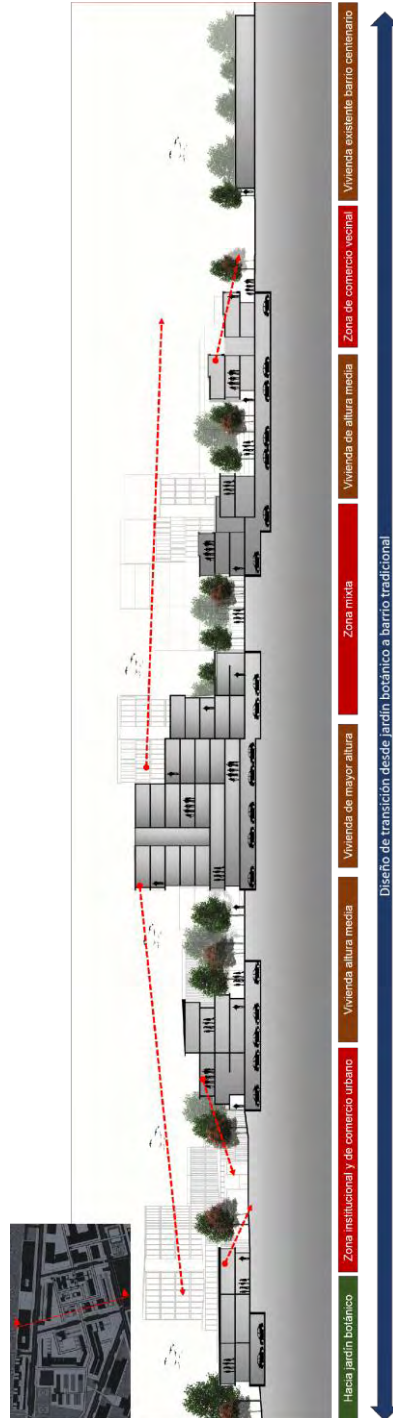 Hacia jardín botánico
Zona institucional y de comercio urbano
Vivienda altura media
Vivienda de mayor altura
Zona mixta
Vivienda de altura media
Zona de comercio vecinal
Vivienda existente barrio centenario
Diseño de transición desde jardín botánico a barrio tradicional